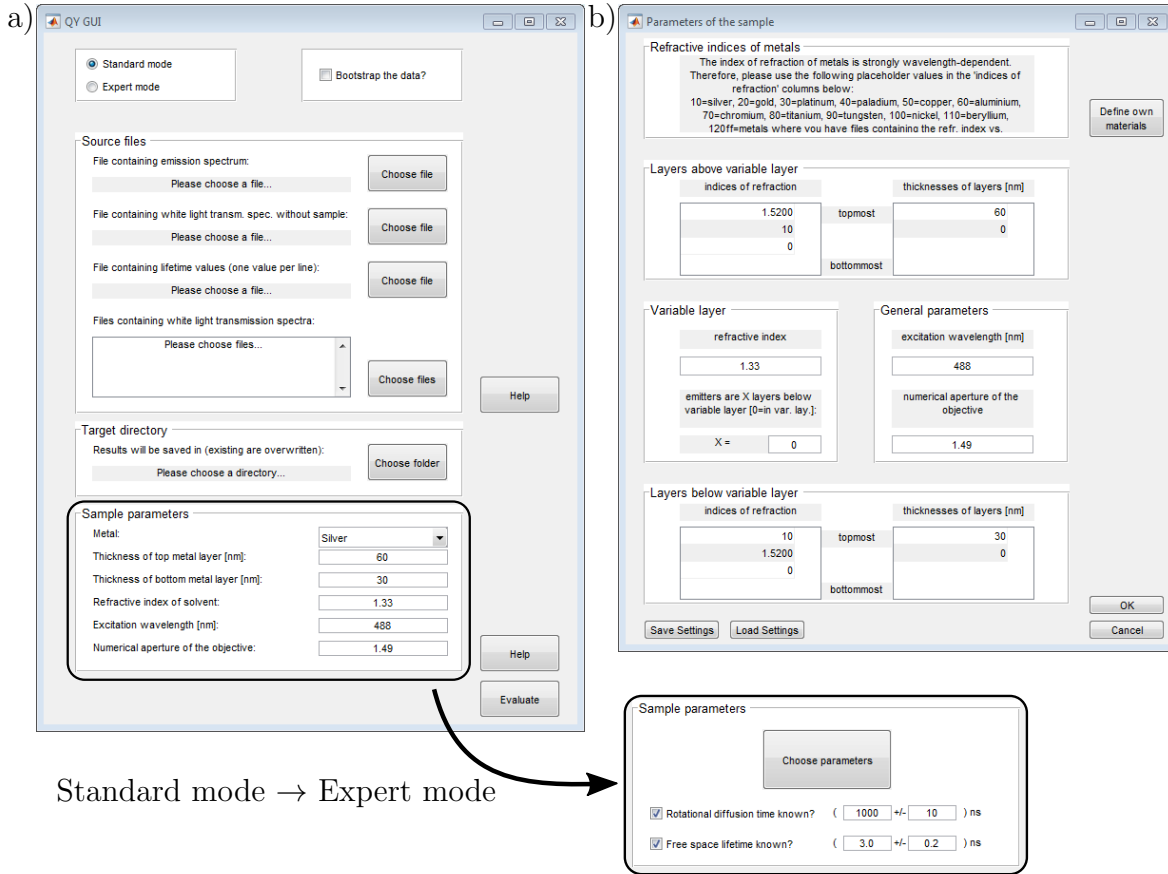 a)
QY GUI
Standard mode
Expert mode
Bootstrap the data?
Source files
File containing emission spectrum:
Please choose a file...
Choose file
File containing white light transm. spec. without sample:
Please choose a file...
Choose file
File containing lifetime values (one value per line):
Please choose a file...
Choose file
Files containing white light transmission spectra:
Please choose files...
Choose files
Help
Target directory
Results will be saved in (existing are overwritten):
Please choose a directory...
Choose folder
Sample parameters
Metal: Silver
Thickness of top metal layer [nm]: 60
Thickness of bottom metal layer [nm]: 30
Refractive index of solvent: 1.33
Excitation wavelength [nm]: 488
Numerical aperture of the objective: 1.49
Help
Evaluate
b)
Parameters of the sample
Refractive indices of metals
The index of refraction of metals is strongly wavelength-dependent.
Therefore, please use the following placeholder values in the 'indices of
refraction' columns below:
10=silver, 20=gold, 30=platinum, 40=paladium, 50=copper, 60=aluminium,
70=chromium, 80=titanium, 90=tungsten, 100=nickel, 110=beryllium,
120ff=metals where you have files containing the refr. index vs.
Define own
materials
Layers above variable layer
indices of refraction thicknesses of layers [nm]
1.5200 topmost 60
10 0
0
bottommost
Variable layer
refractive index
1.33
emitters are X layers below
variable layer [0=in var. lay.]:
X = 0
General parameters
excitation wavelength [nm]
488
numerical aperture of the
objective
1.49
Layers below variable layer
indices of refraction thicknesses of layers [nm]
10 topmost 30
1.5200 0
0
bottommost
OK
Save Settings Load Settings Cancel
Standard mode → Expert mode
Sample parameters
Choose parameters
Rotational diffusion time known? ( 1000 +/- 10 ) ns
Free space lifetime known? ( 3.0 +/- 0.2 ) ns